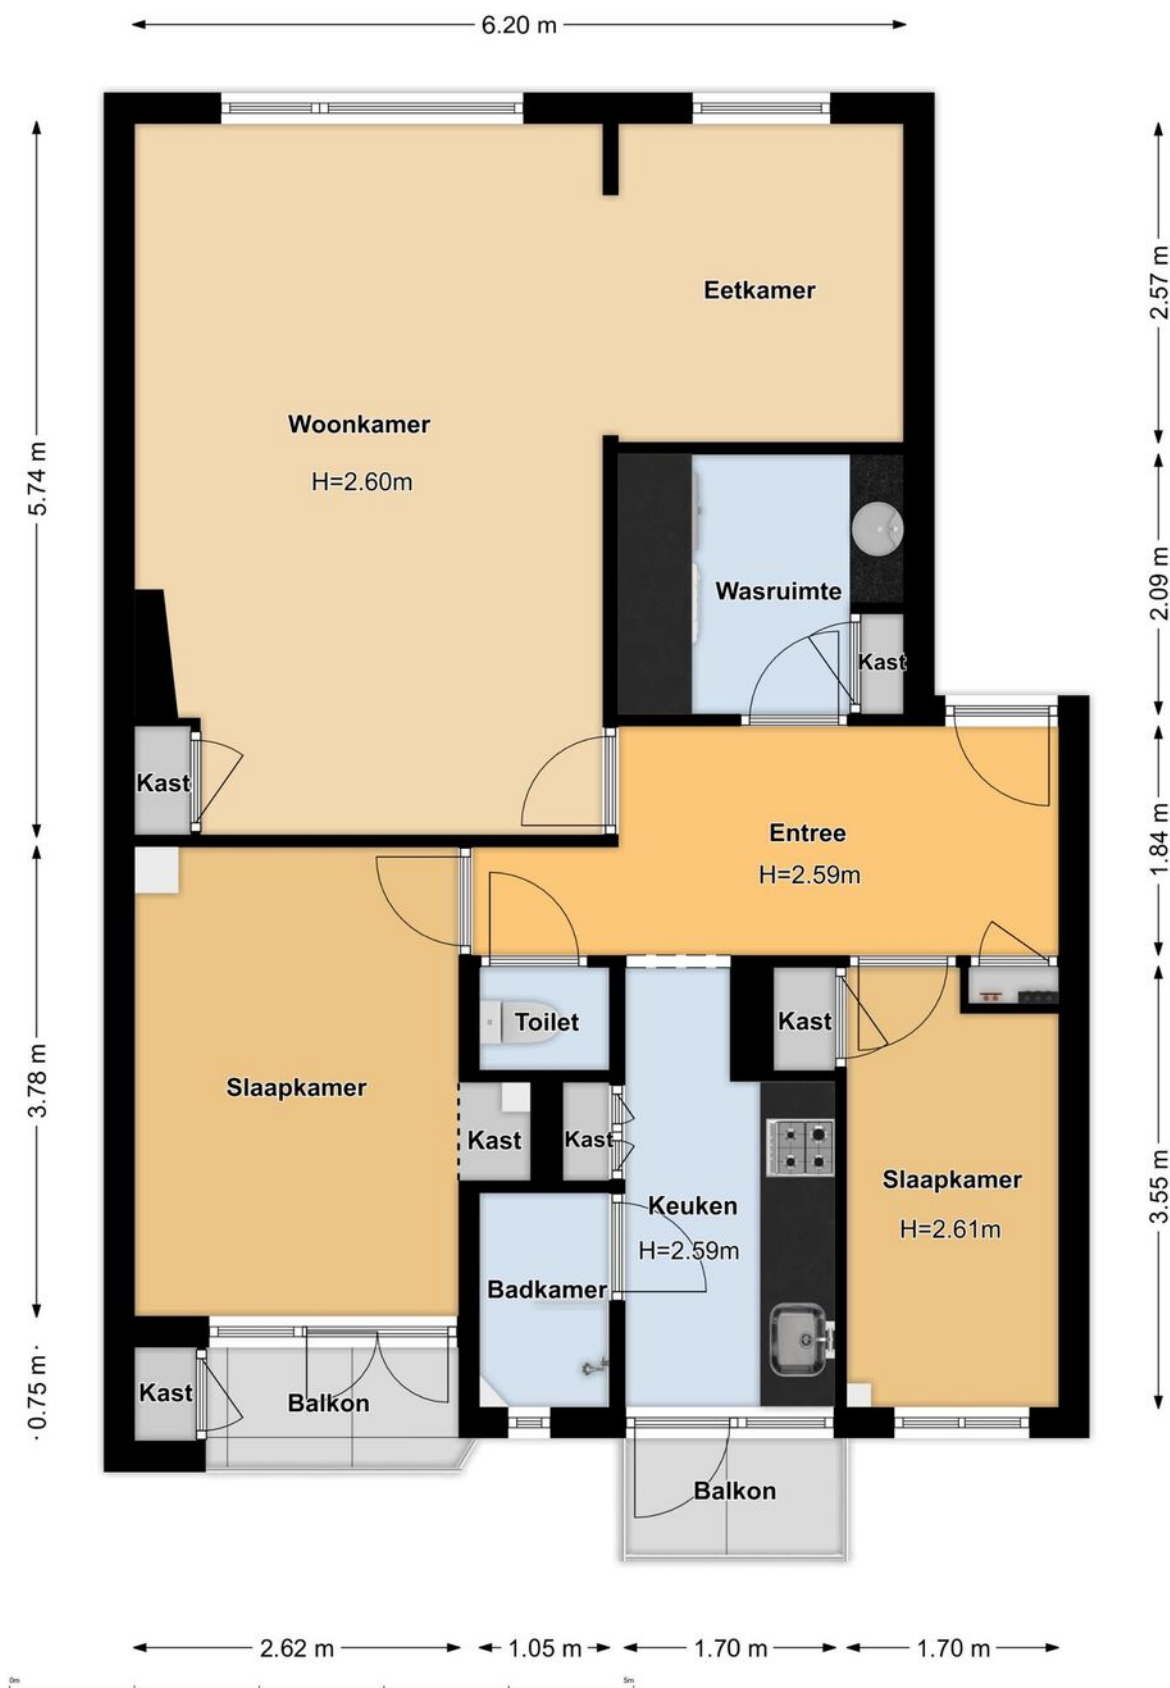 6.20 m
2.57 m
Eetkamer
Woonkamer
H=2.60m
5.74 m
2.09 m
Wasruimte
Kast
Kast
Entree
H=2.59m
1.84 m
Toilet
Kast
3.78 m
Slaapkamer
Kast
Kast
Slaapkamer
H=2.61m
3.55 m
Keuken
H=2.59m
Badkamer
0.75 m
Kast
Balkon
Balkon
2.62 m
1.05 m
1.70 m
1.70 m
0m
5m